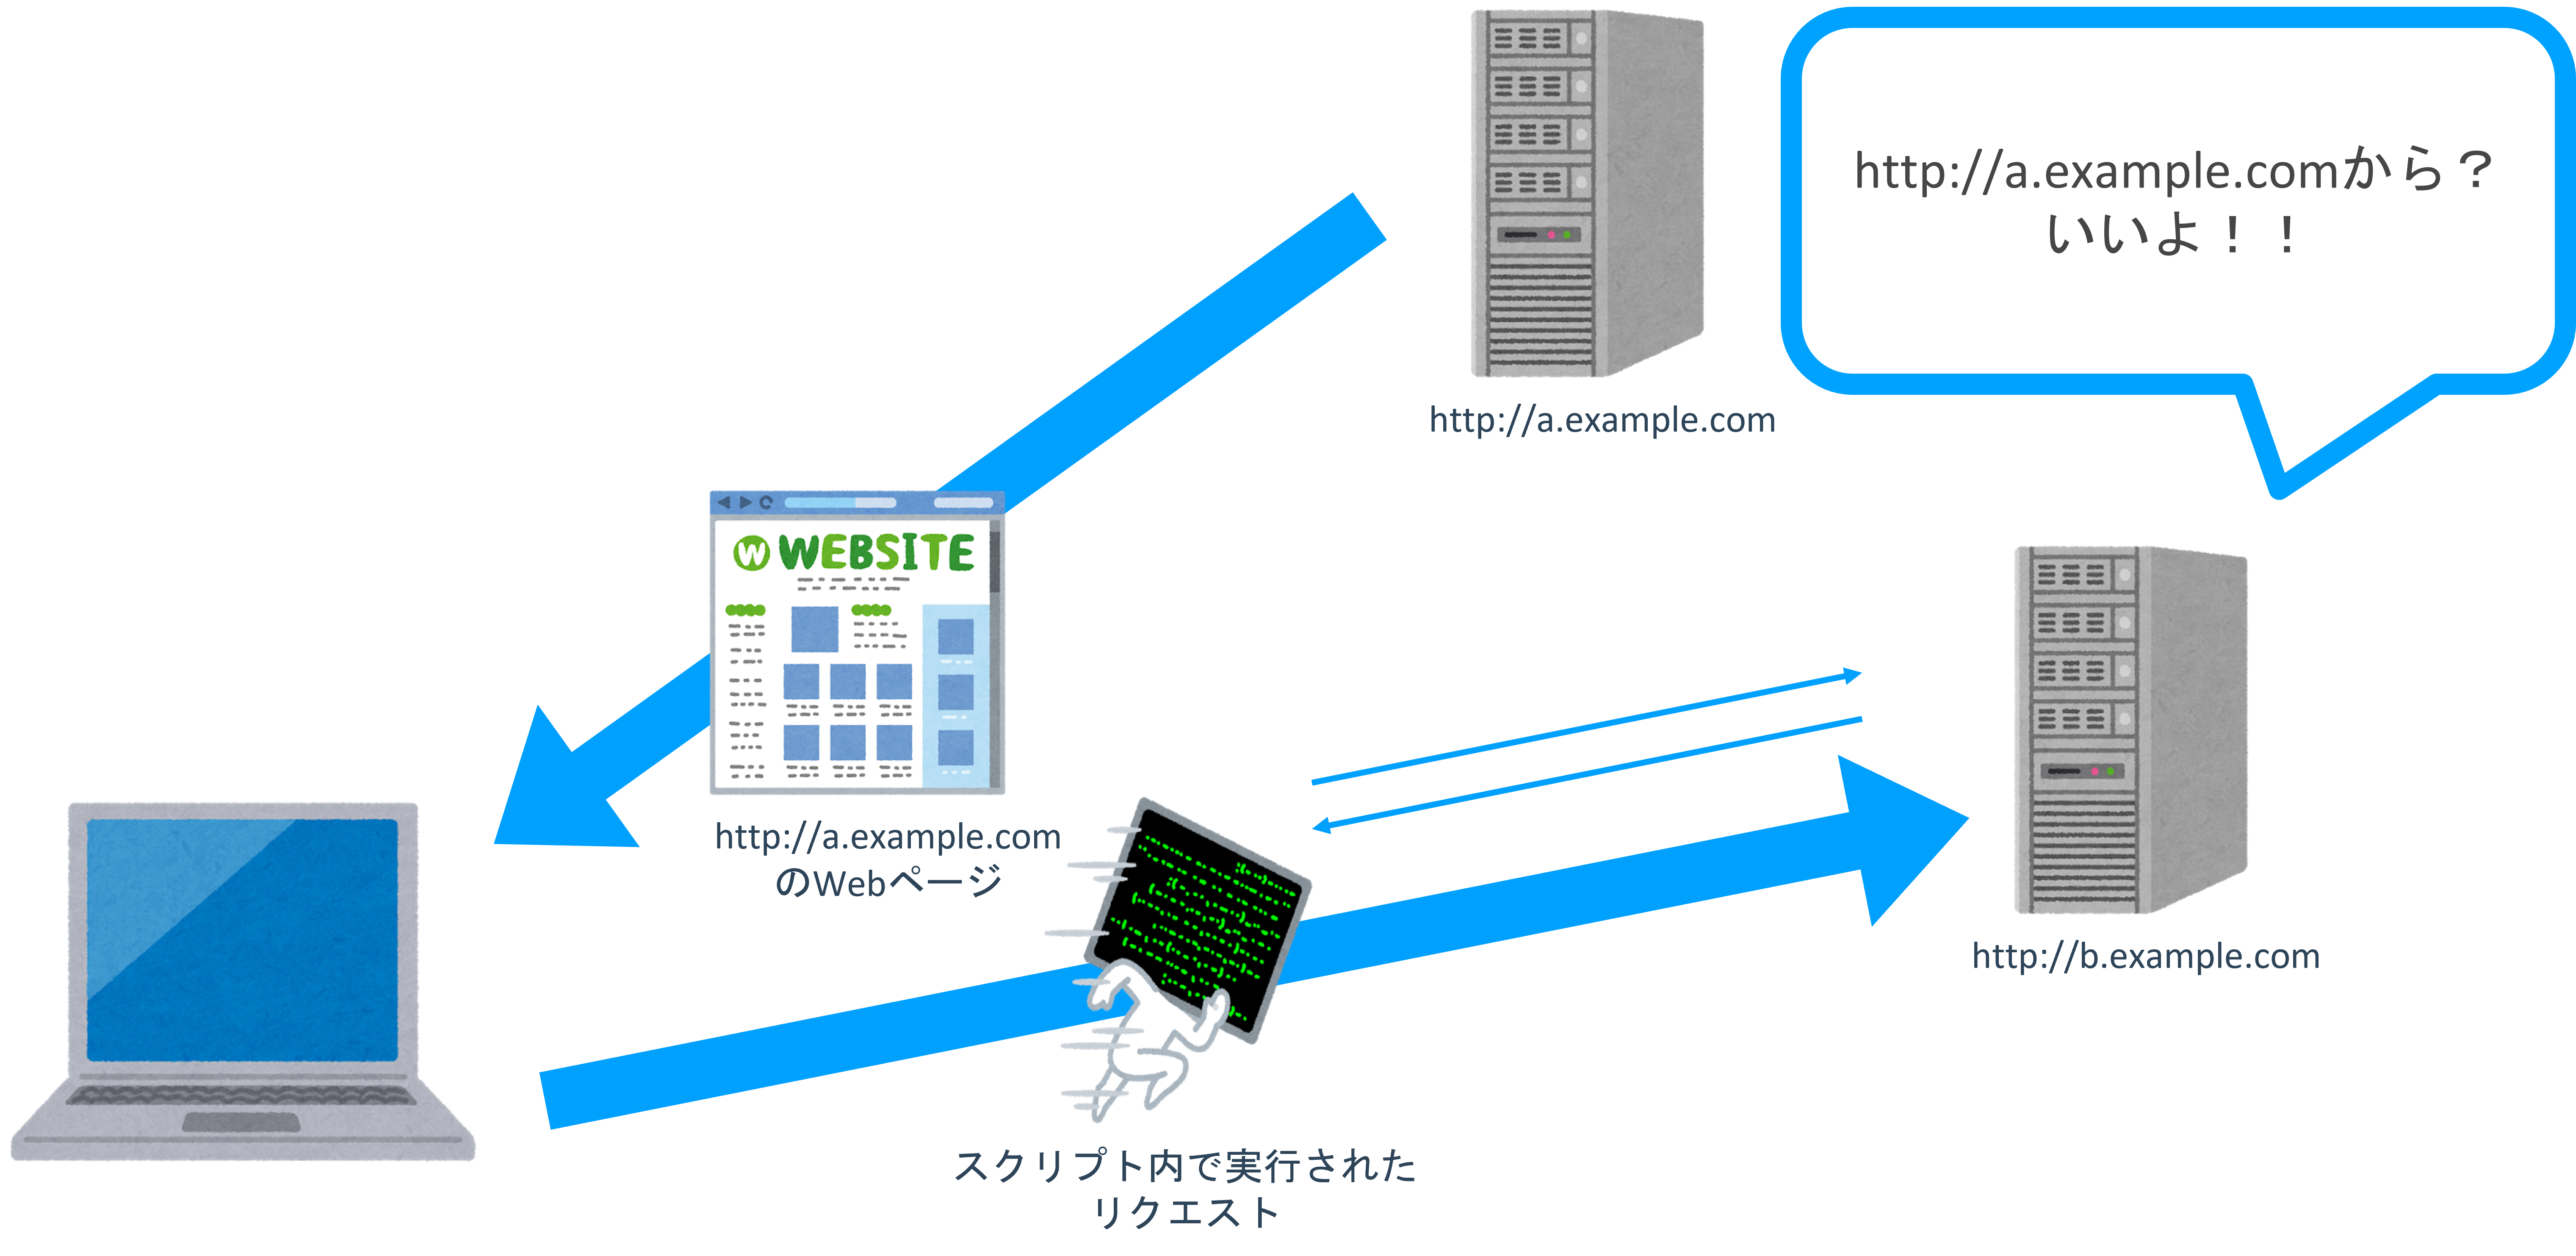 http://a.example.comから？
いいよ！！
http://a.example.com
W WEBSITE
http://a.example.com
のWebページ
http://b.example.com
スクリプト内で実行された
リクエスト